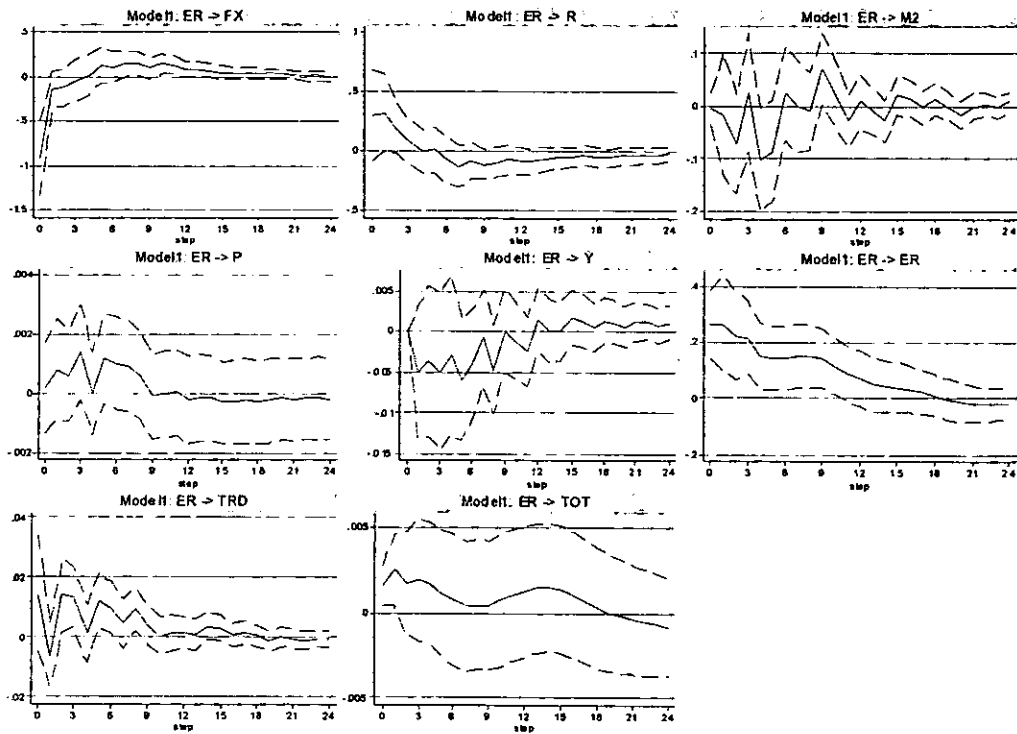 Model1: ER -> FX
.5
0
-.5
-1
-1.5
0 3 6 9 12 15 18 21 24
step
Model1: ER -> R
1
.5
0
-.5
0 3 6 9 12 15 18 21 24
step
Model1: ER -> M2
.1
0
-.1
-.2
0 3 6 9 12 15 18 21 24
step
Model1: ER -> P
.004
.002
0
-.002
0 3 6 9 12 15 18 21 24
step
Model1: ER -> Y
.005
0
-.05
-.01
-.015
0 3 6 9 12 15 18 21 24
step
Model1: ER -> ER
.4
.2
0
-.2
0 3 6 9 12 15 18 21 24
step
Model1: ER -> TRD
.04
.02
0
-.02
0 3 6 9 12 15 18 21 24
step
Model1: ER -> TOT
.005
0
-.005
0 3 6 9 12 15 18 21 24
step